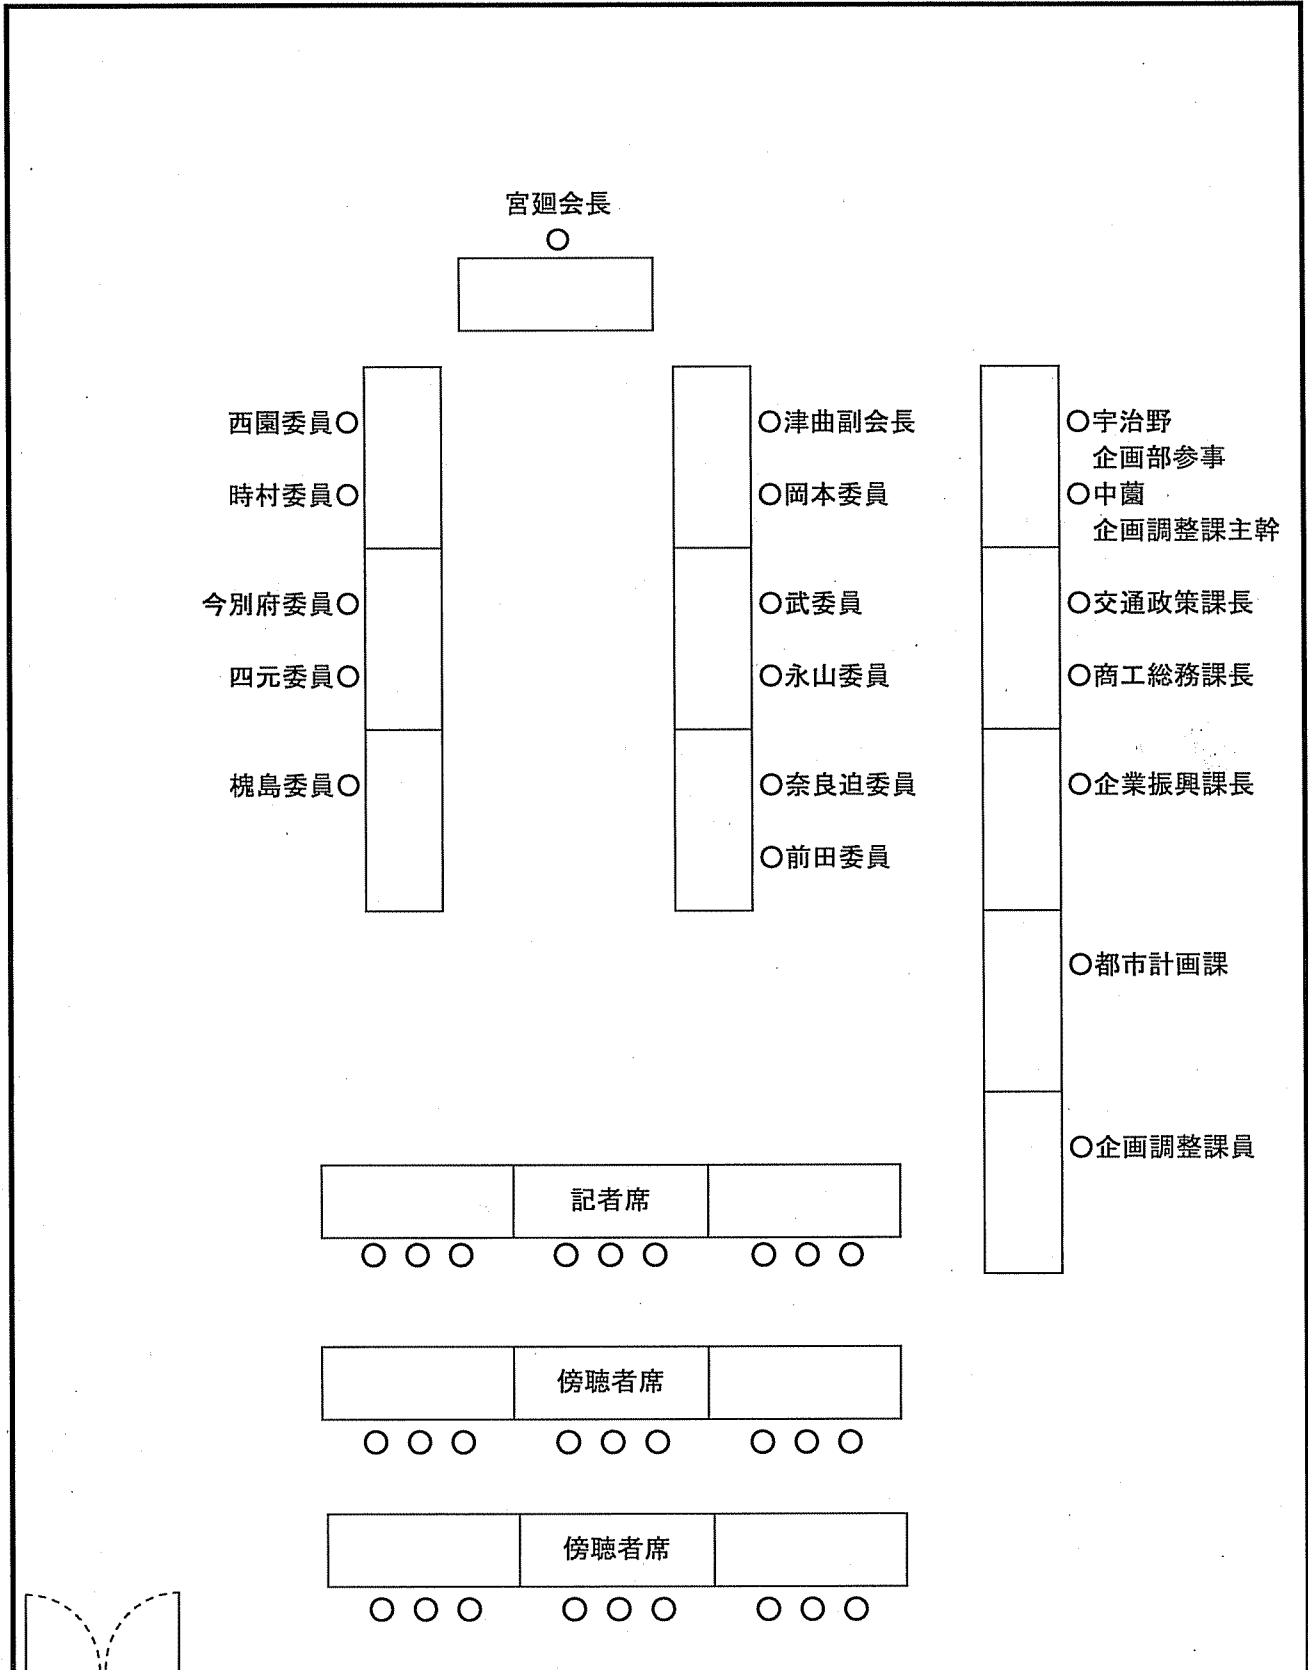 宮廻会長
西園委員
時村委員
今別府委員
四元委員
槐島委員
津曲副会長
岡本委員
武委員
永山委員
奈良迫委員
前田委員
宇治野
企画部参事
中薗
企画調整課主幹
交通政策課長
商工総務課長
企業振興課長
都市計画課
企画調整課員
記者席
傍聴者席
傍聴者席